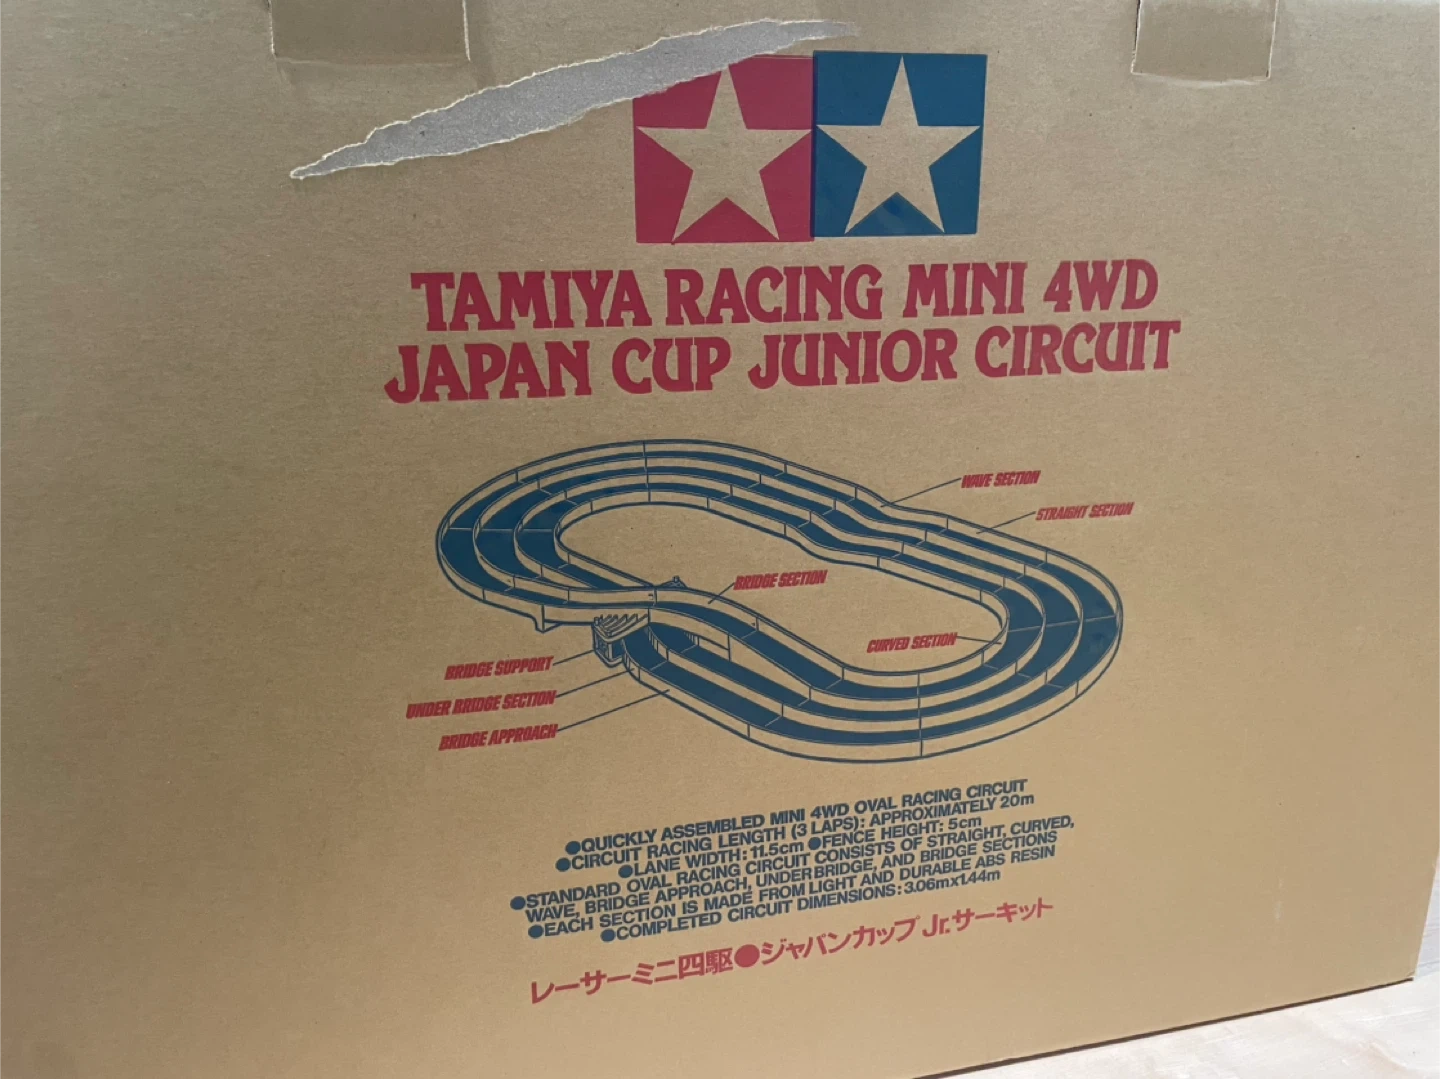 TAMIYA RACING MINI 4WD
JAPAN CUP JUNIOR CIRCUIT
WAVE SECTION
STRAIGHT SECTION
BRIDGE SECTION
CURVED SECTION
BRIDGE SUPPORT
UNDER BRIDGE SECTION
BRIDGE APPROACH
●QUICKLY ASSEMBLED MINI 4WD OVAL RACING CIRCUIT
●CIRCUIT RACING LENGTH (3 LAPS): APPROXIMATELY 20m
●LANE WIDTH: 11.5cm ●FENCE HEIGHT: 5cm
●STANDARD OVAL RACING CIRCUIT CONSISTS OF STRAIGHT, CURVED,
WAVE, BRIDGE APPROACH, UNDER BRIDGE, AND BRIDGE SECTIONS
●EACH SECTION IS MADE FROM LIGHT AND DURABLE ABS RESIN
●COMPLETED CIRCUIT DIMENSIONS: 3.06m×1.44m
レーサーミニ四駆●ジャパンカップ Jr.サーキット